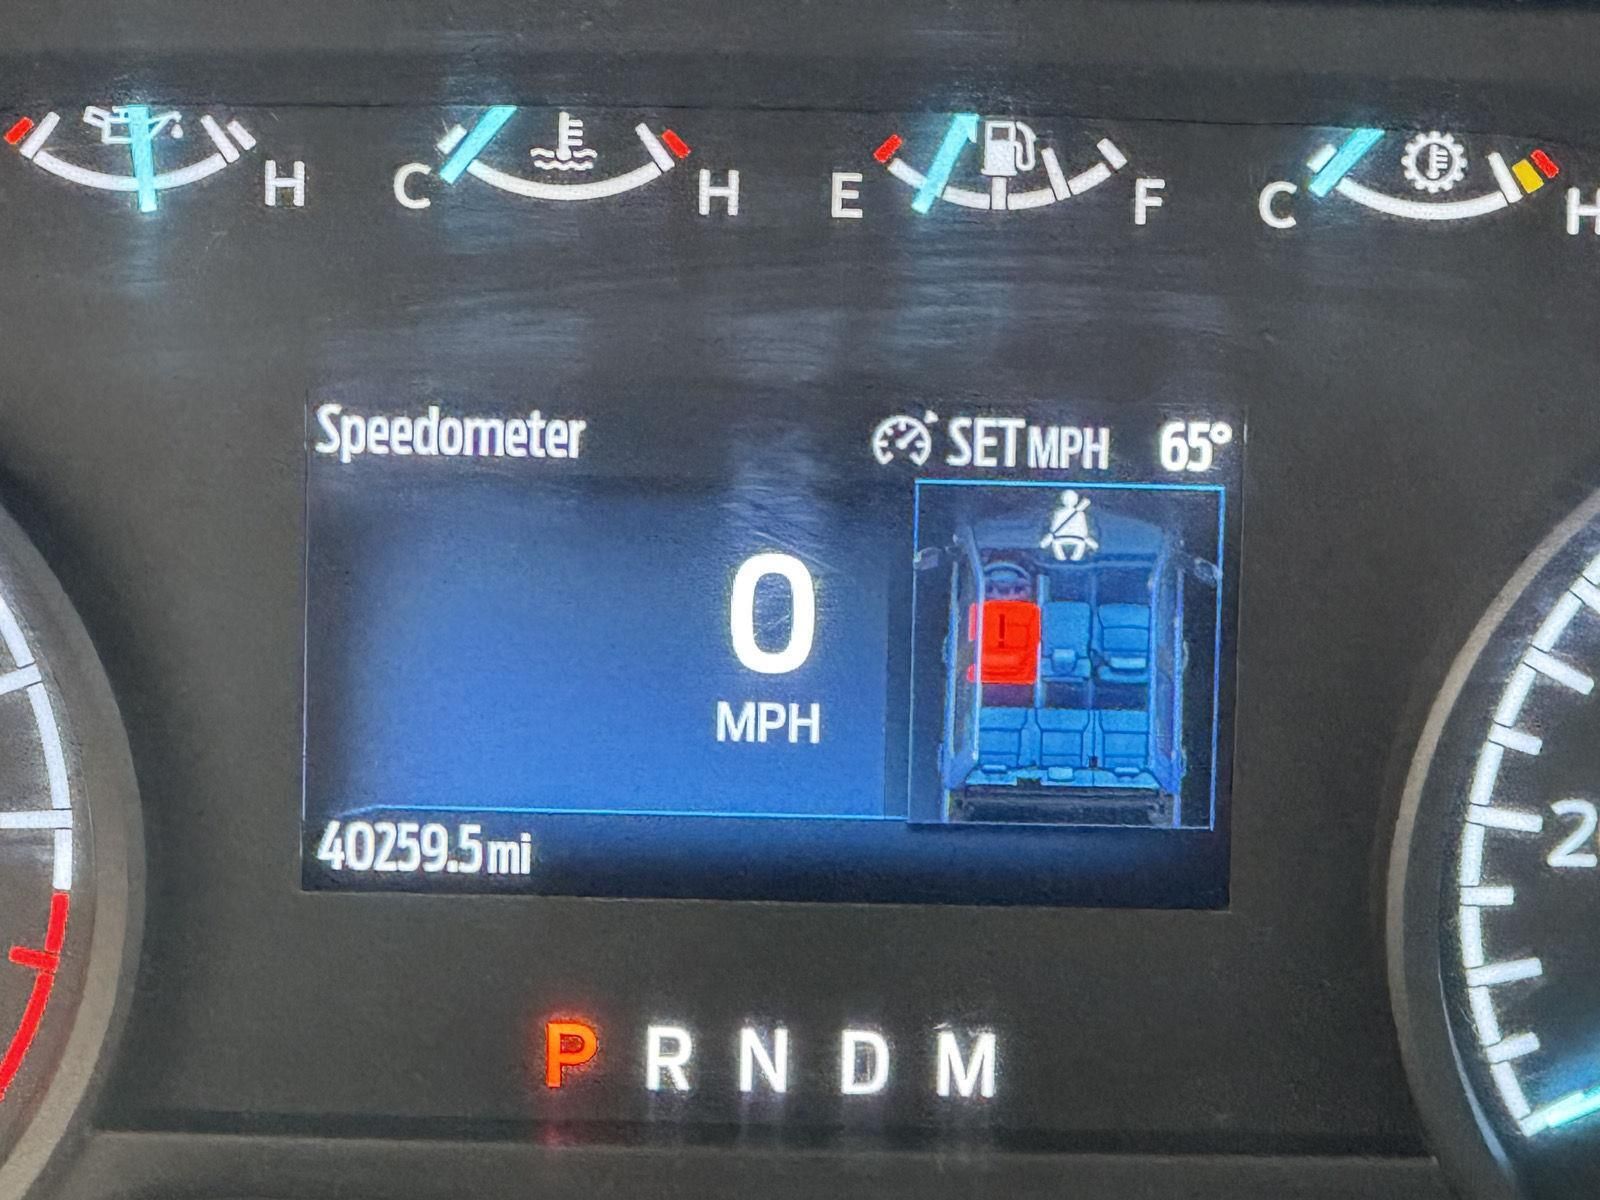 H C H E F C H
Speedometer SET MPH 65°
0
MPH
40259.5 mi
P R N D M